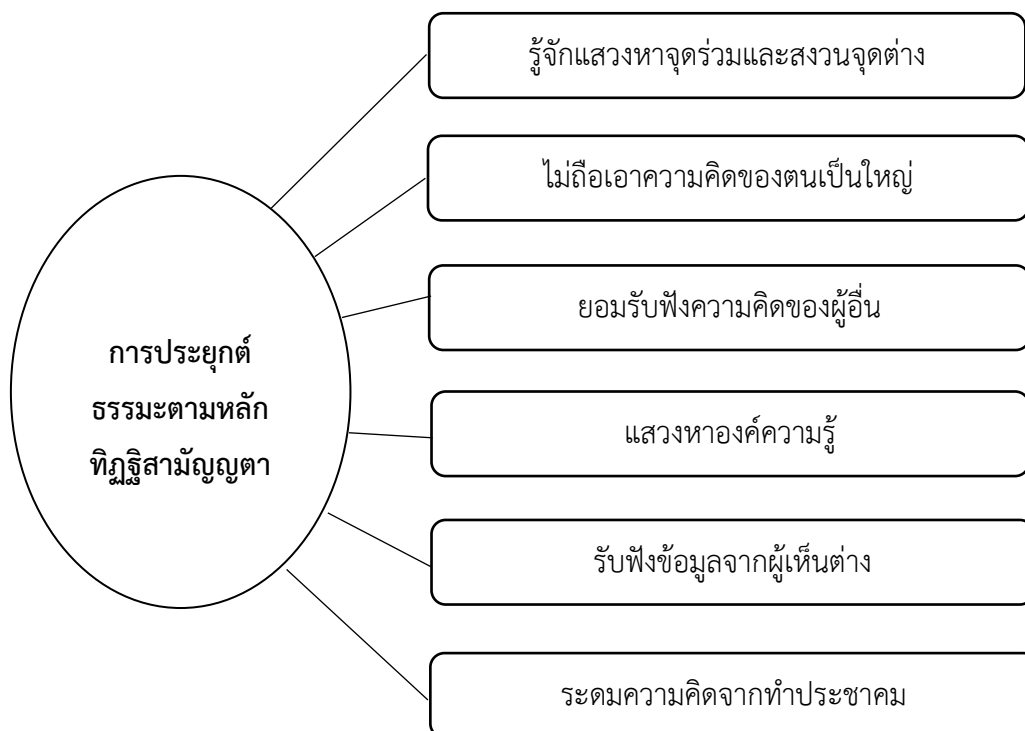 รู้จักแสวงหาจุดร่วมและสงวนจุดต่าง
ไม่ถือเอาความคิดของตนเป็นใหญ่
ยอมรับฟังความคิดของผู้อื่น
การประยุกต์
ธรรมะตามหลัก
ทิฏฐิสามัญญตา
แสวงหาองค์ความรู้
รับฟังข้อมูลจากผู้เห็นต่าง
ระดมความคิดจากทำประชาคม